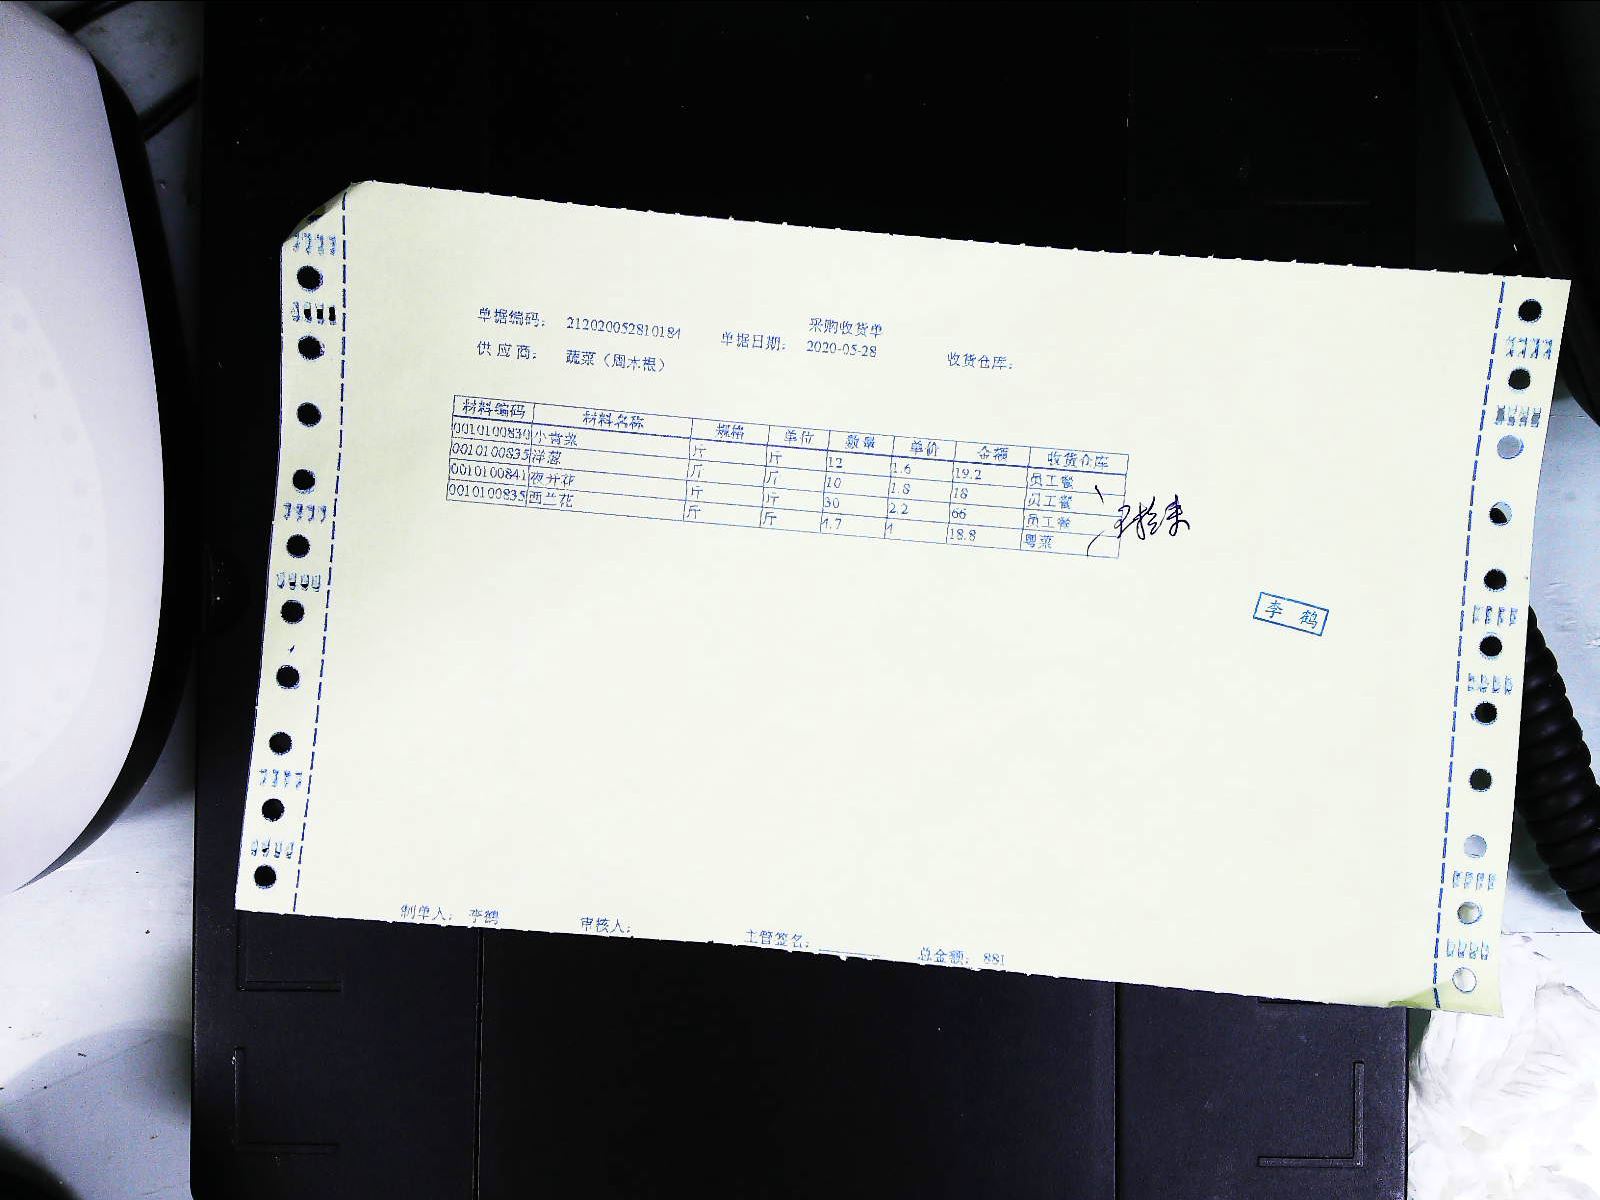 采购收货单
单据编码： 212020052810184 单据日期： 2020-05-28 收货仓库：
供应商： 蔬菜（周木根）
材料编码 材料名称 规格 单位 数量 单价 金额 收货仓库
0010100830 小青菜 斤 斤 12 1.6 19.2 员工餐
0010100835 洋葱 斤 斤 10 1.8 18 员工餐
0010100841 夜开花 斤 斤 30 2.2 66 员工餐
0010100835 西兰花 斤 斤 4.7 4 18.8 粤菜
李 鹤
制单人： 李鹤 审核人： 主管签名： 总金额： 881